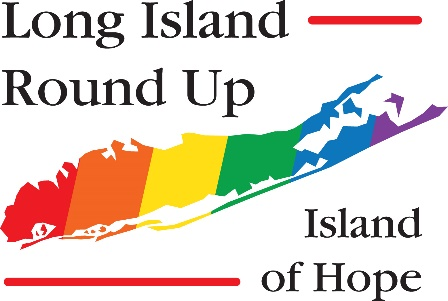 Long Island
Round Up
Island
of Hope